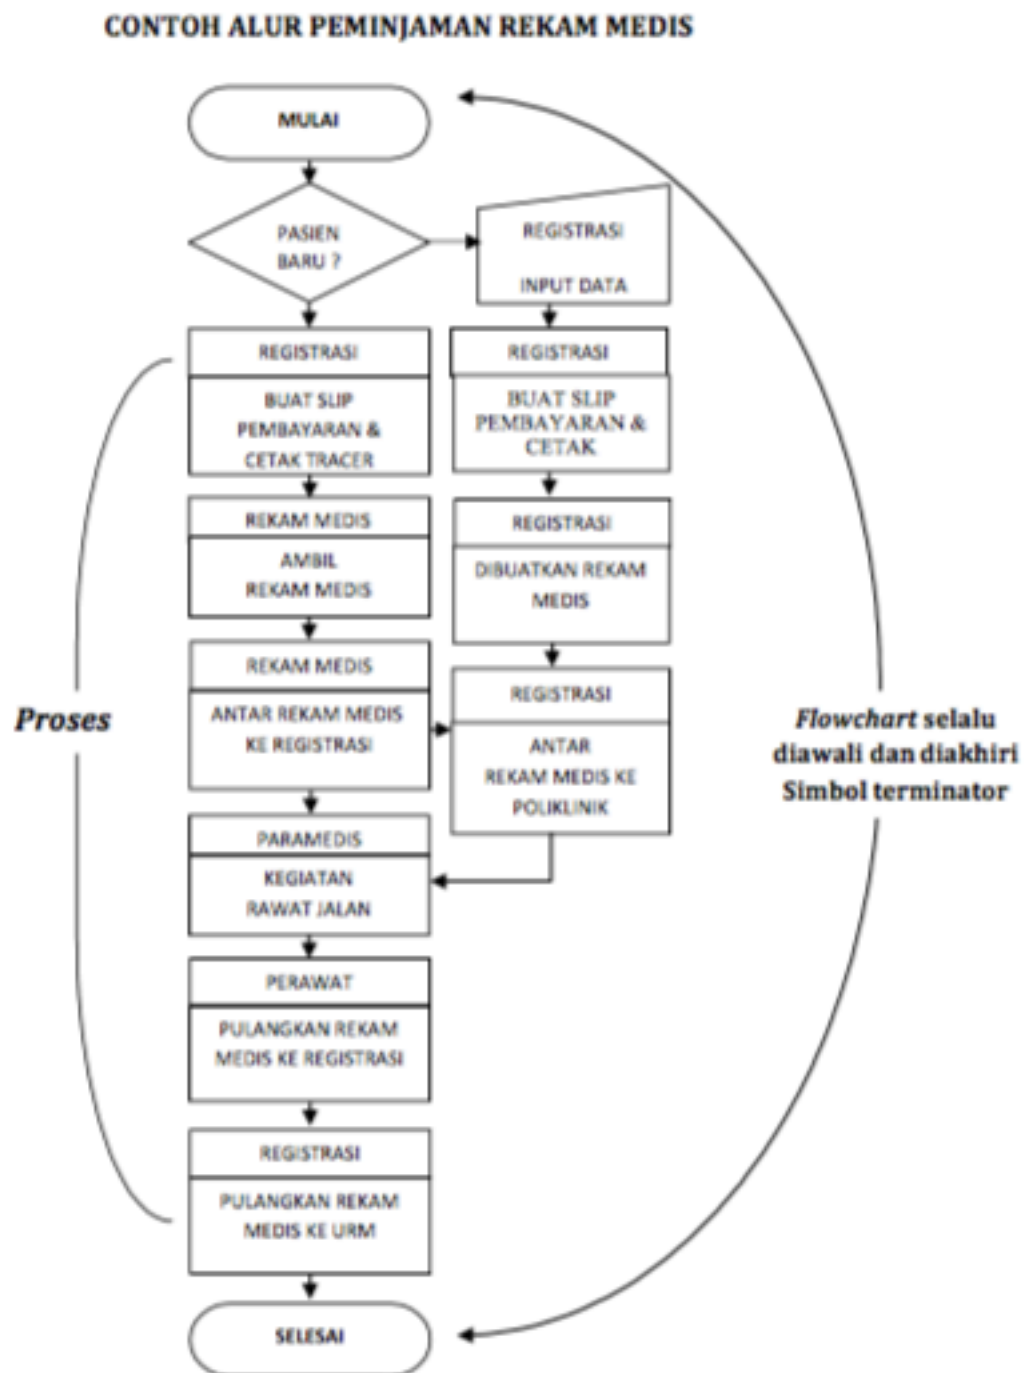 CONTOH ALUR PEMINJAMAN REKAM MEDIS
MULAI
PASIEN
BARU ?
REGISTRASI
INPUT DATA
REGISTRASI
BUAT SLIP
PEMBAYARAN &
CETAK TRACER
REGISTRASI
BUAT SLIP
PEMBAYARAN &
CETAK
REKAM MEDIS
AMBIL
REKAM MEDIS
REGISTRASI
DIBUATKAN REKAM
MEDIS
REKAM MEDIS
ANTAR REKAM MEDIS
KE REGISTRASI
REGISTRASI
ANTAR
REKAM MEDIS KE
POLIKLINIK
PARAMEDIS
KEGIATAN
RAWAT JALAN
PERAWAT
PULANGKAN REKAM
MEDIS KE REGISTRASI
REGISTRASI
PULANGKAN REKAM
MEDIS KE URM
SELESAI
Proses
Flowchart selalu
diawali dan diakhiri
Simbol terminator